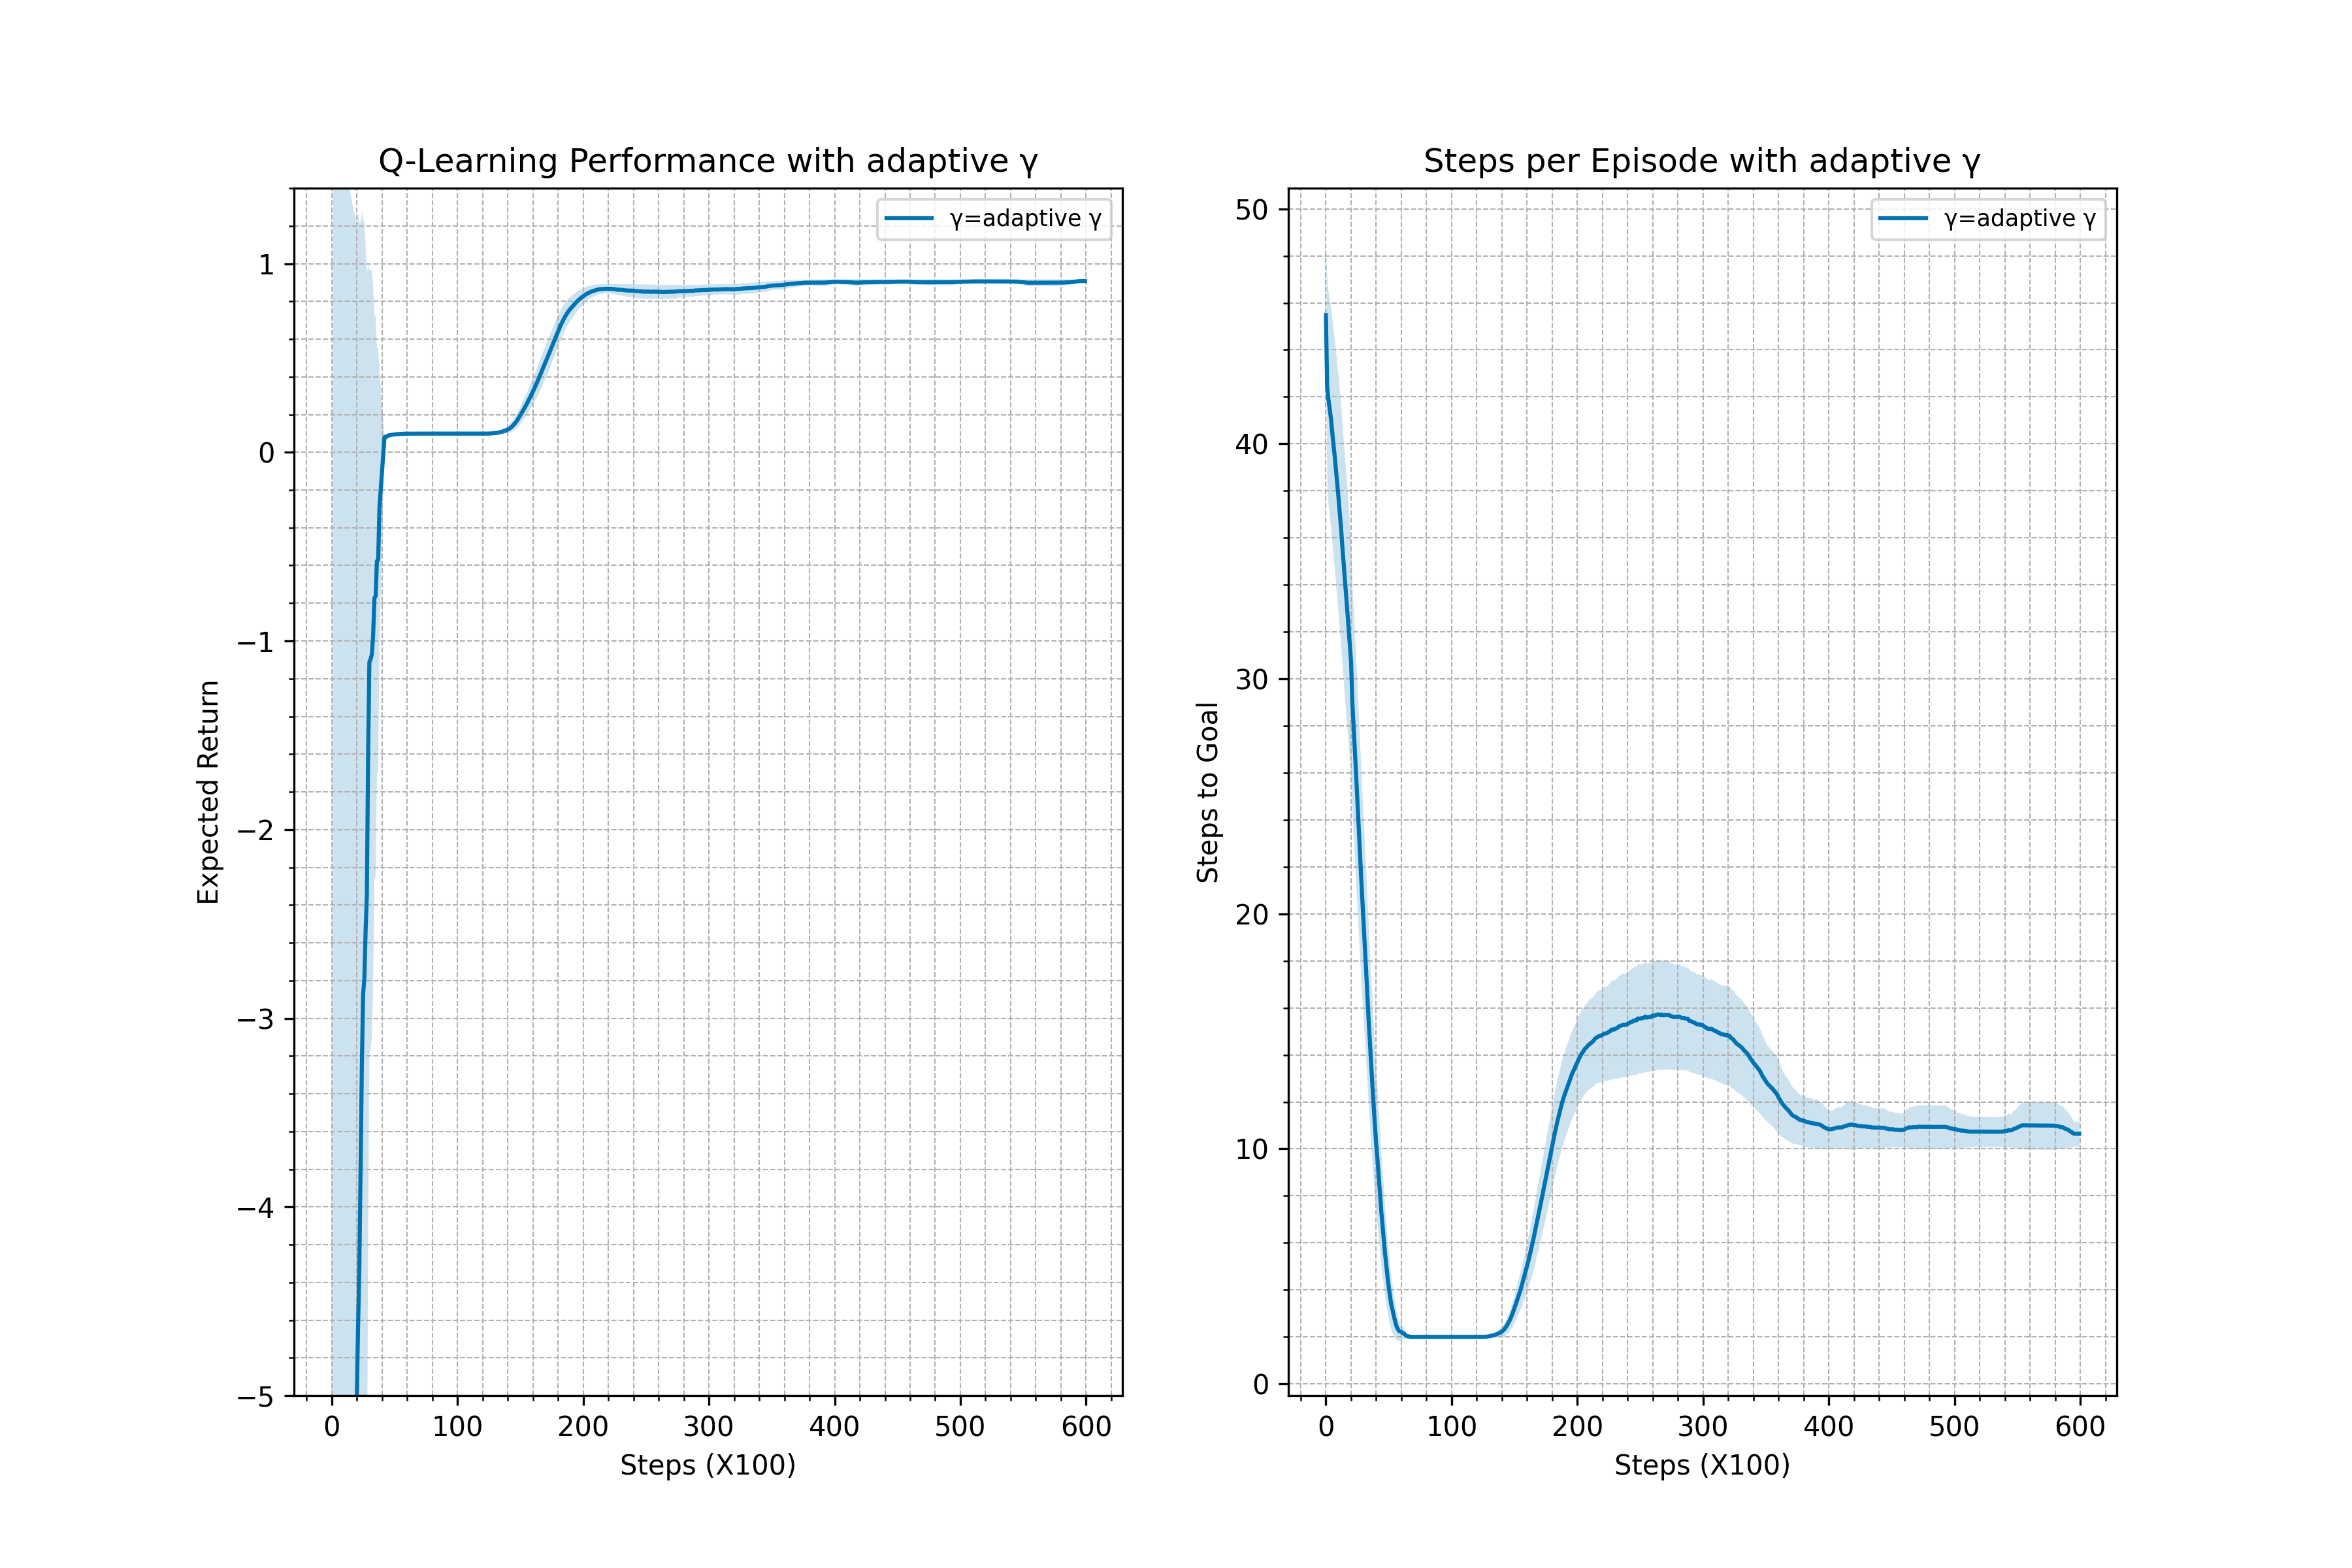 Q-Learning Performance with adaptive γ
γ=adaptive γ
1
0
−1
−2
−3
−4
−5
Expected Return
0 100 200 300 400 500 600
Steps (X100)
Steps per Episode with adaptive γ
γ=adaptive γ
50
40
30
20
10
0
Steps to Goal
0 100 200 300 400 500 600
Steps (X100)